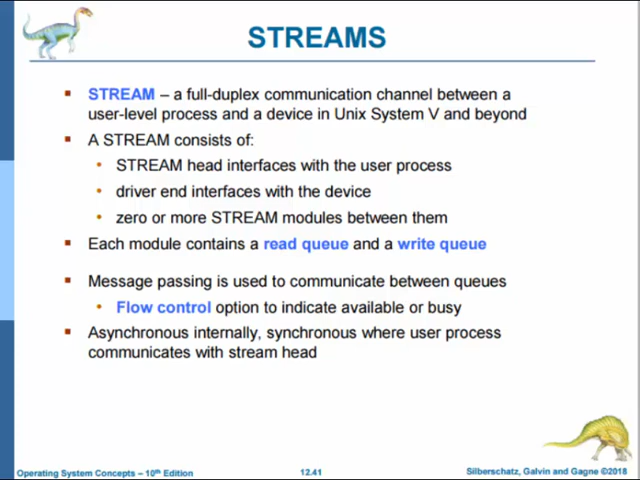 STREAMS
▪ STREAM – a full-duplex communication channel between a
user-level process and a device in Unix System V and beyond
▪ A STREAM consists of:
• STREAM head interfaces with the user process
• driver end interfaces with the device
• zero or more STREAM modules between them
▪ Each module contains a read queue and a write queue
▪ Message passing is used to communicate between queues
• Flow control option to indicate available or busy
▪ Asynchronous internally, synchronous where user process
communicates with stream head
Operating System Concepts – 10th Edition
12.41
Silberschatz, Galvin and Gagne ©2018